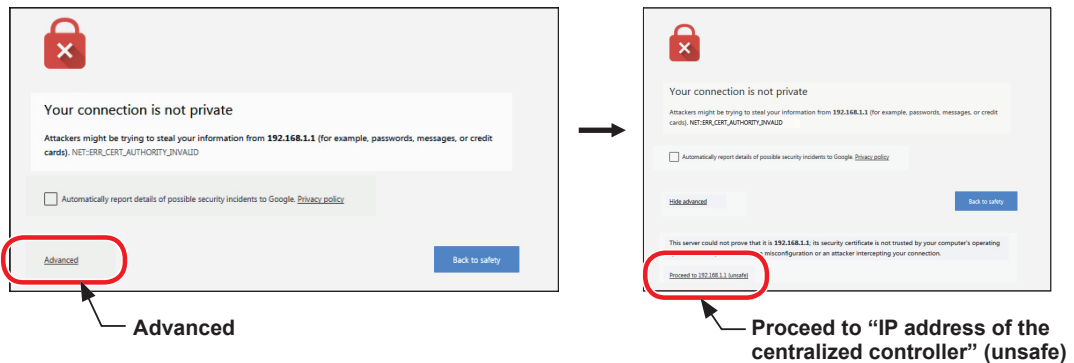 Your connection is not private
Attackers might be trying to steal your information from 192.168.1.1 (for example, passwords, messages, or credit
cards). NET::ERR_CERT_AUTHORITY_INVALID
Automatically report details of possible security incidents to Google. Privacy policy
Advanced
Back to safety
Advanced
Your connection is not private
Attackers might be trying to steal your information from 192.168.1.1 (for example, passwords, messages, or credit
cards). NET::ERR_CERT_AUTHORITY_INVALID
Automatically report details of possible security incidents to Google. Privacy policy
Hide advanced
Back to safety
This server could not prove that it is 192.168.1.1; its security certificate is not trusted by your computer's operating
misconfiguration or an attacker intercepting your connection.
Proceed to 192.168.1.1 (unsafe)
Proceed to “IP address of the
centralized controller” (unsafe)